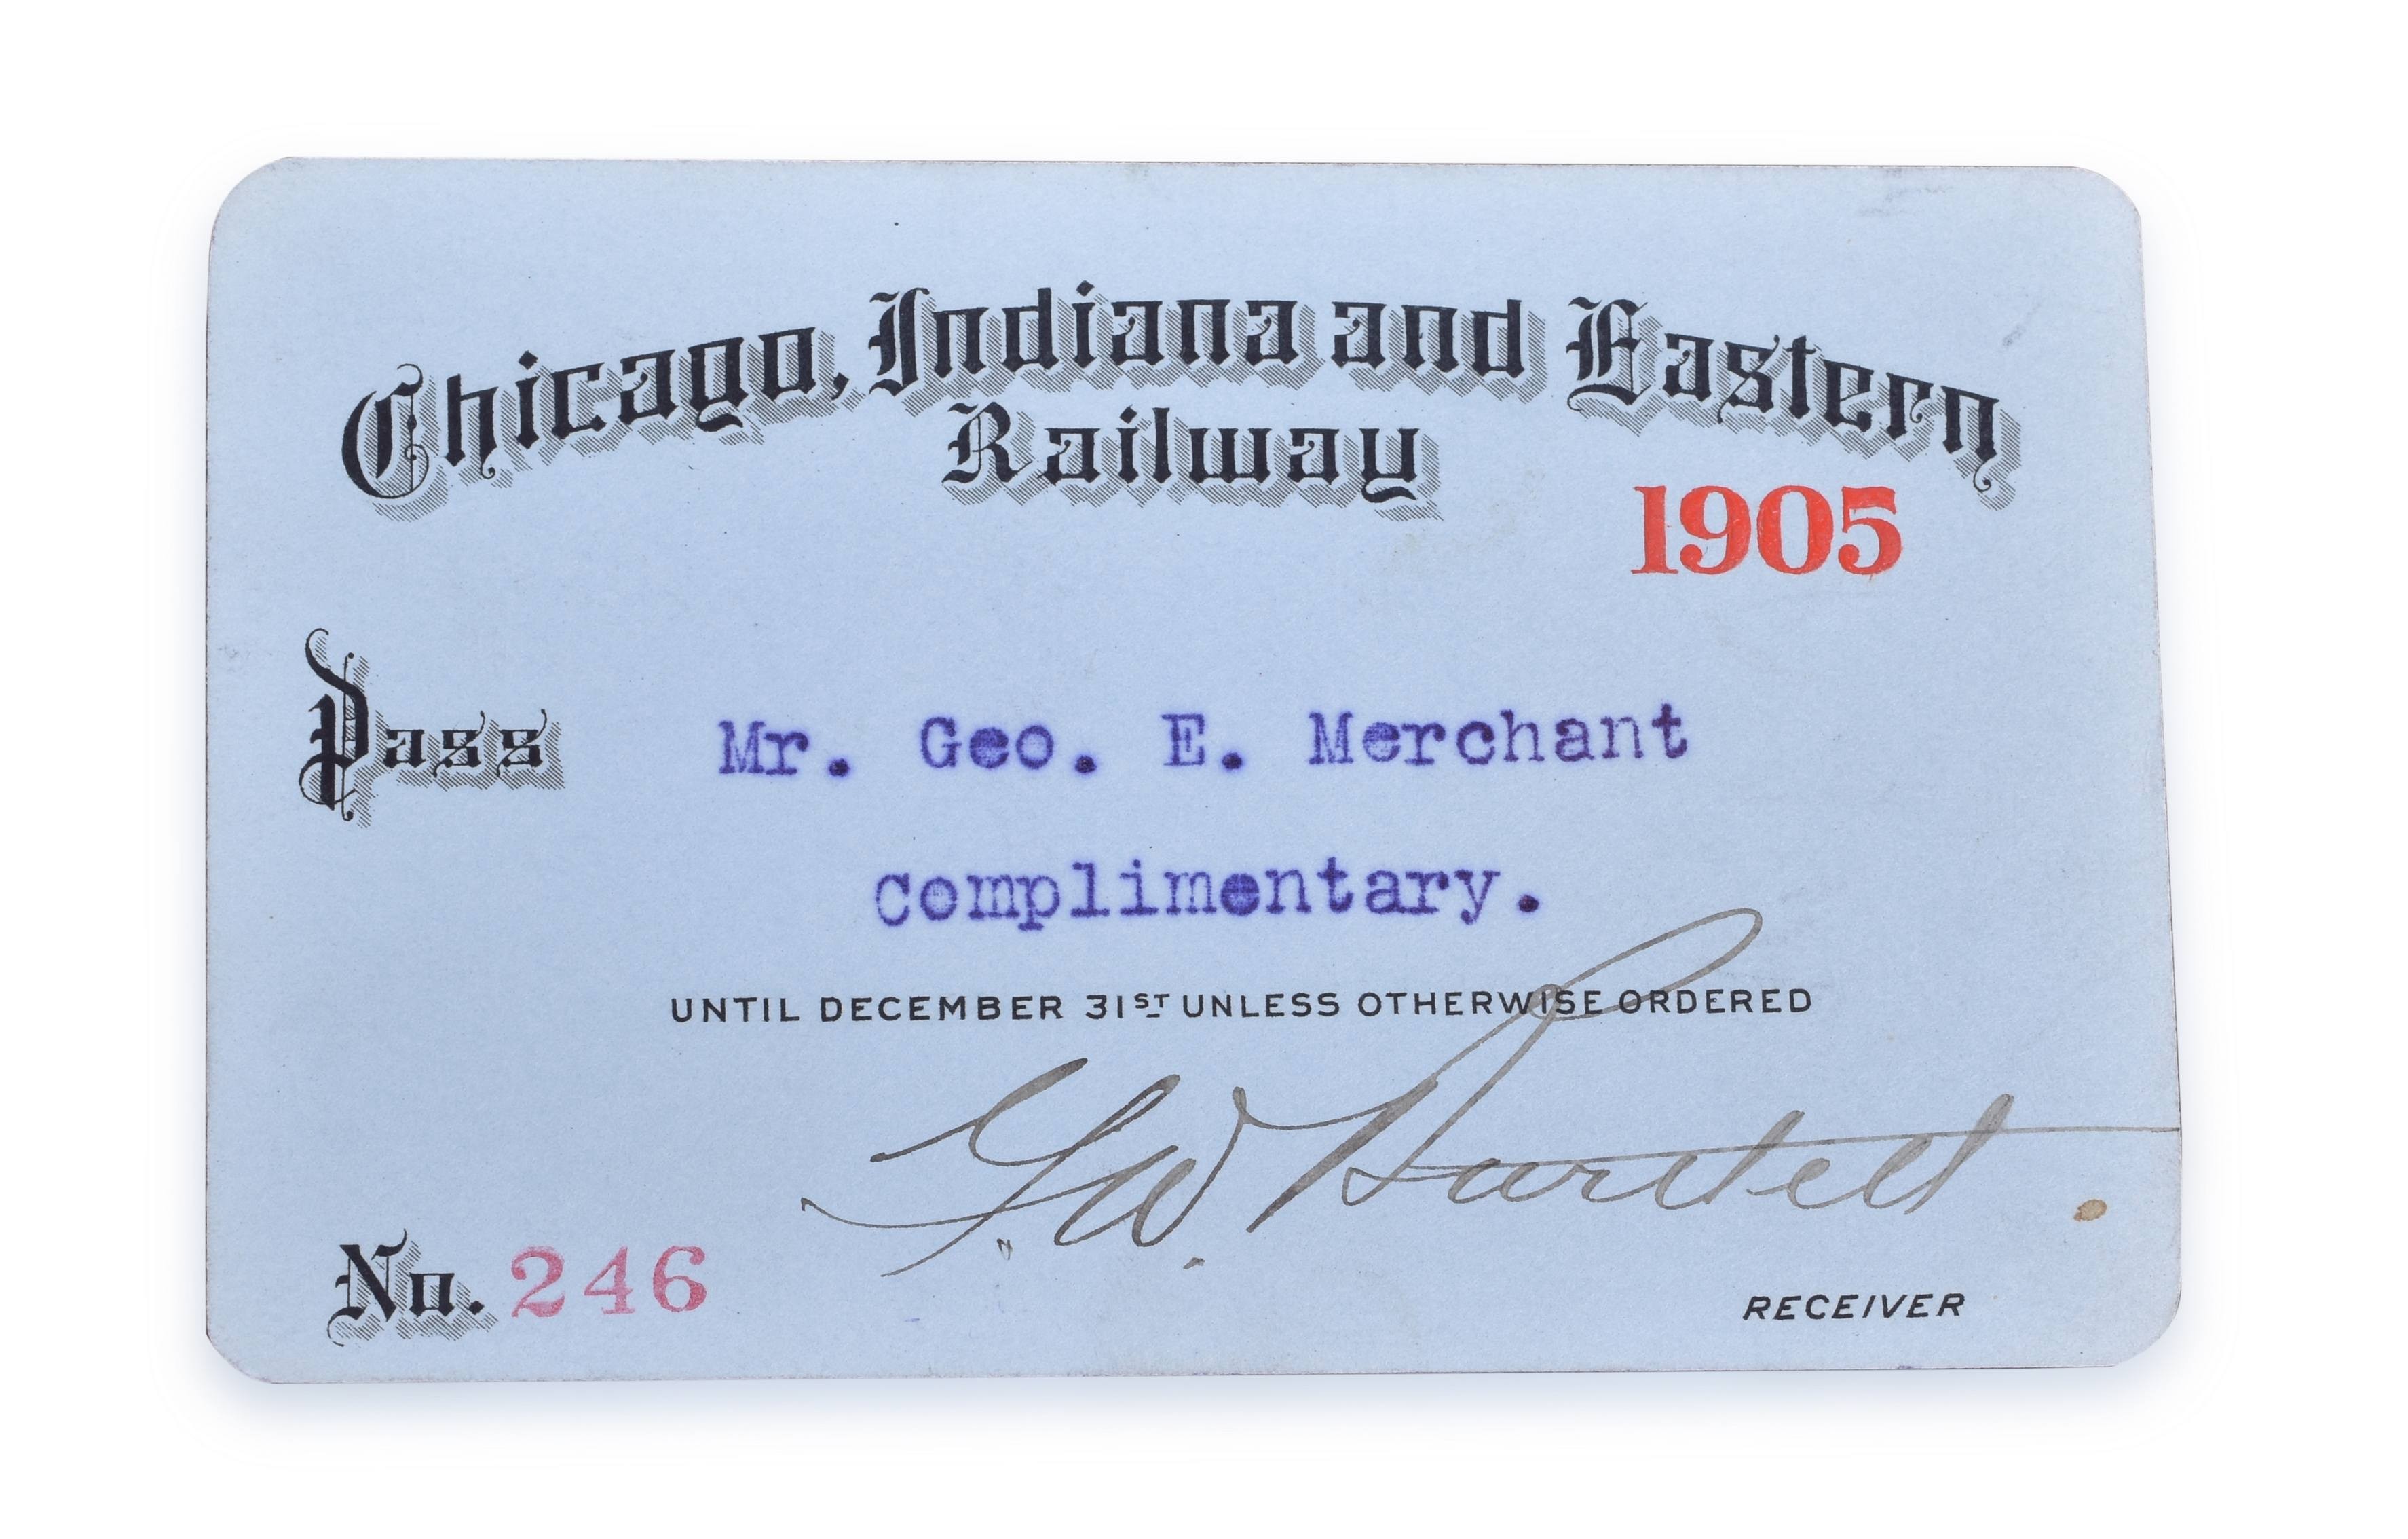 Chicago, Indiana and Eastern
Railway
1905
Pass Mr. Geo. E. Merchant
Complimentary.
UNTIL DECEMBER 31ST UNLESS OTHERWISE ORDERED
G.W. Bartlett
No. 246
RECEIVER